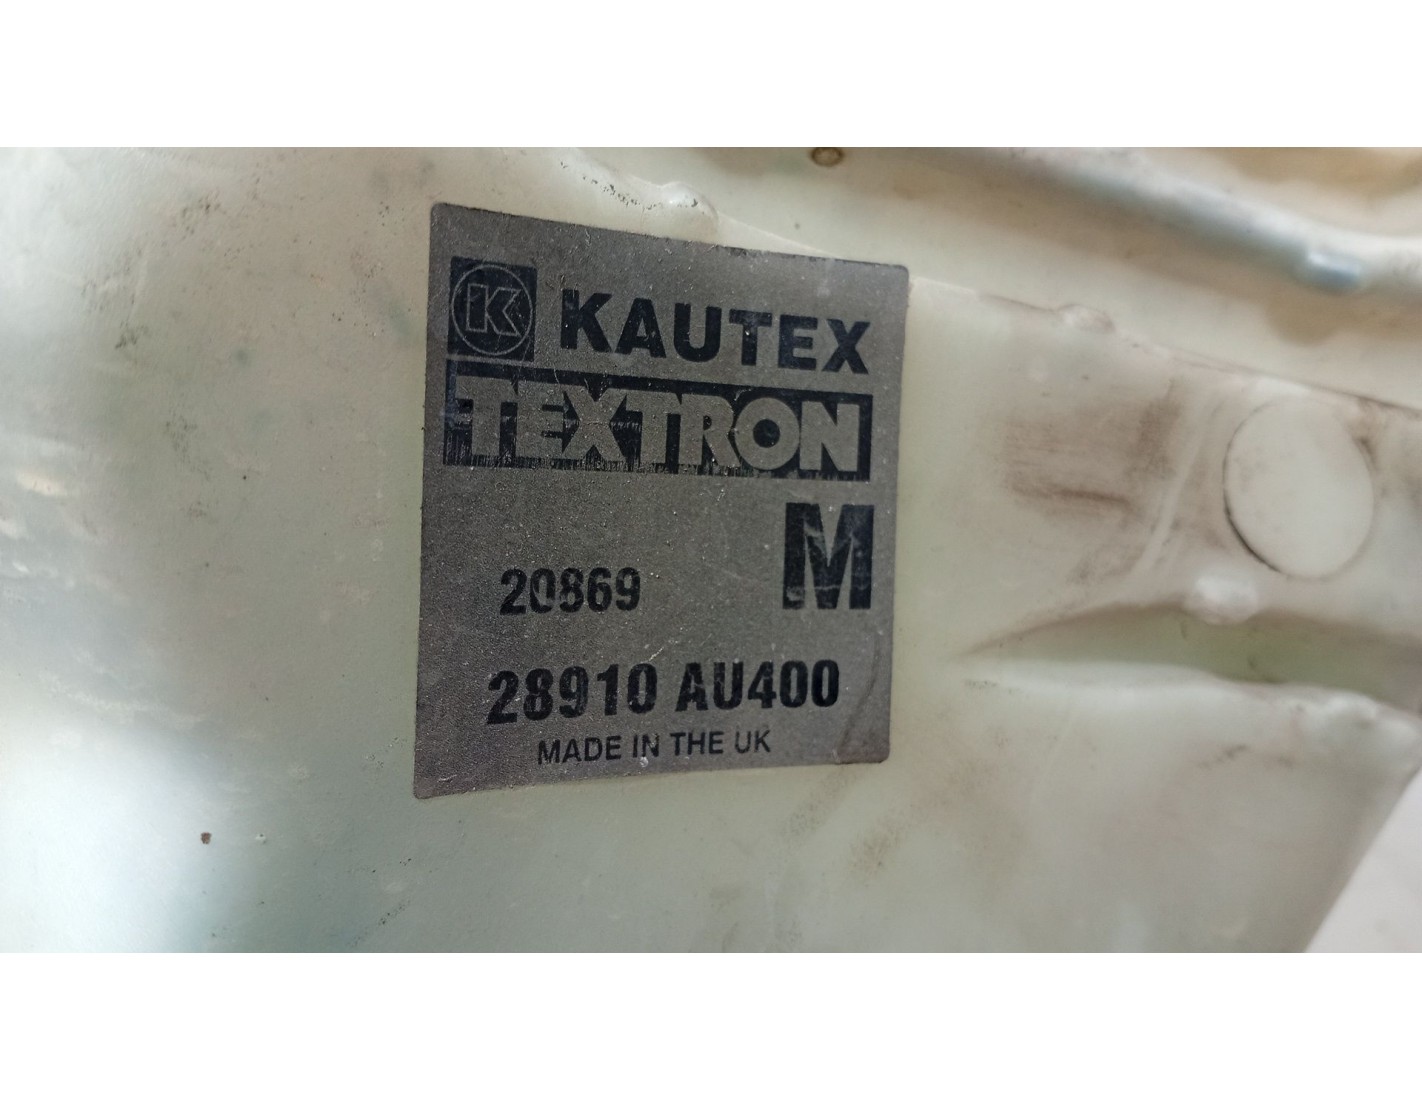 K KAUTEX
TEXTRON
M
20869
28910 AU400
MADE IN THE UK